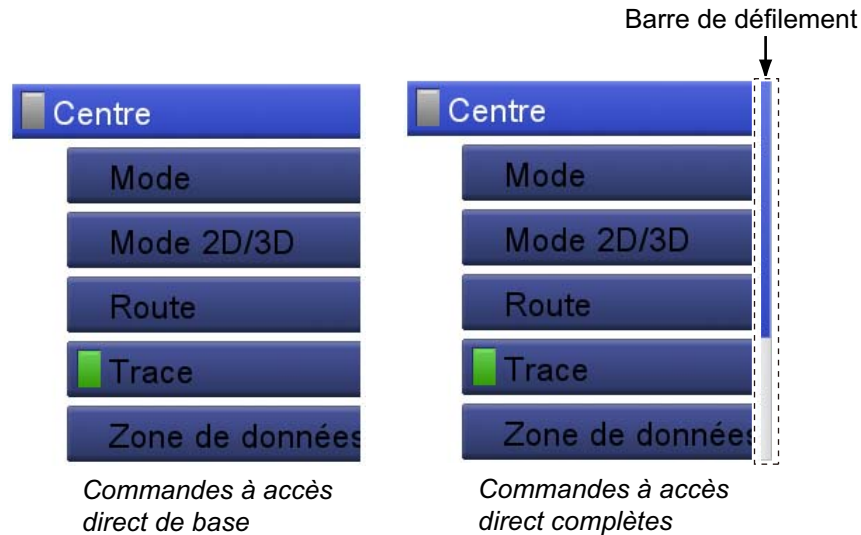 Barre de défilement
Centre
Mode
Mode 2D/3D
Route
Trace
Zone de données
Commandes à accès
direct de base
Centre
Mode
Mode 2D/3D
Route
Trace
Zone de données
Commandes à accès
direct complètes